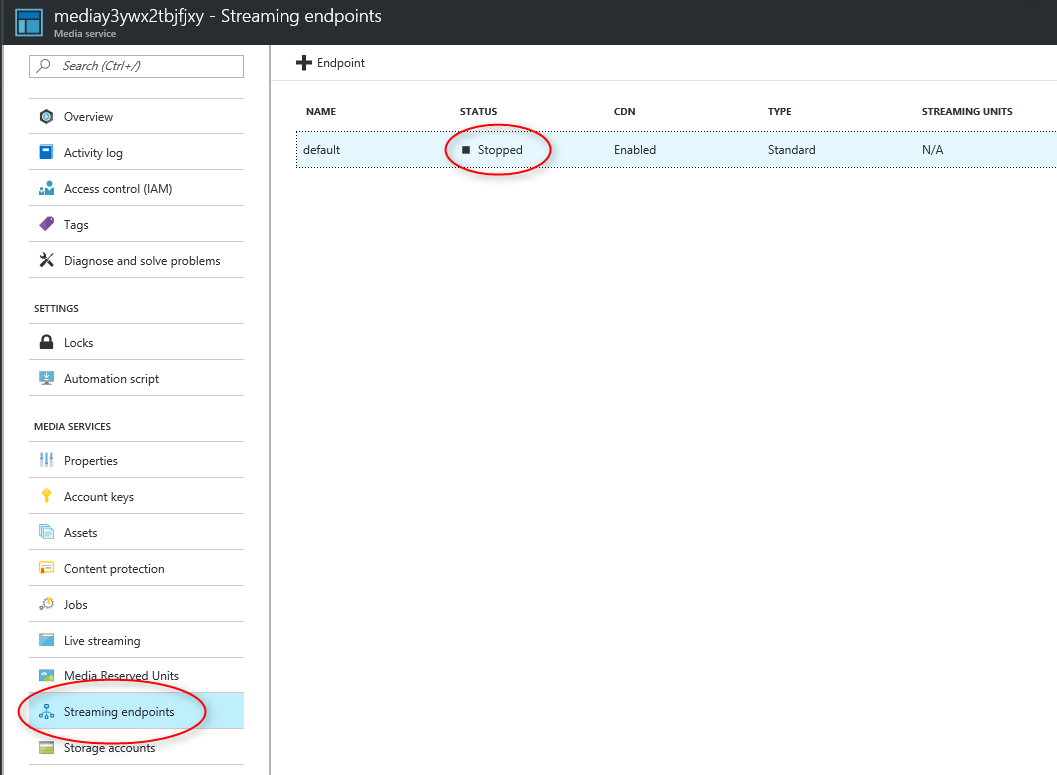 mediay3ywx2tbjfjxy - Streaming endpoints
Media service
Search (Ctrl+/)
Overview
Activity log
Access control (IAM)
Tags
Diagnose and solve problems
SETTINGS
Locks
Automation script
MEDIA SERVICES
Properties
Account keys
Assets
Content protection
Jobs
Live streaming
Media Reserved Units
Streaming endpoints
Storage accounts
Endpoint
NAME STATUS CDN TYPE STREAMING UNITS
default Stopped Enabled Standard N/A